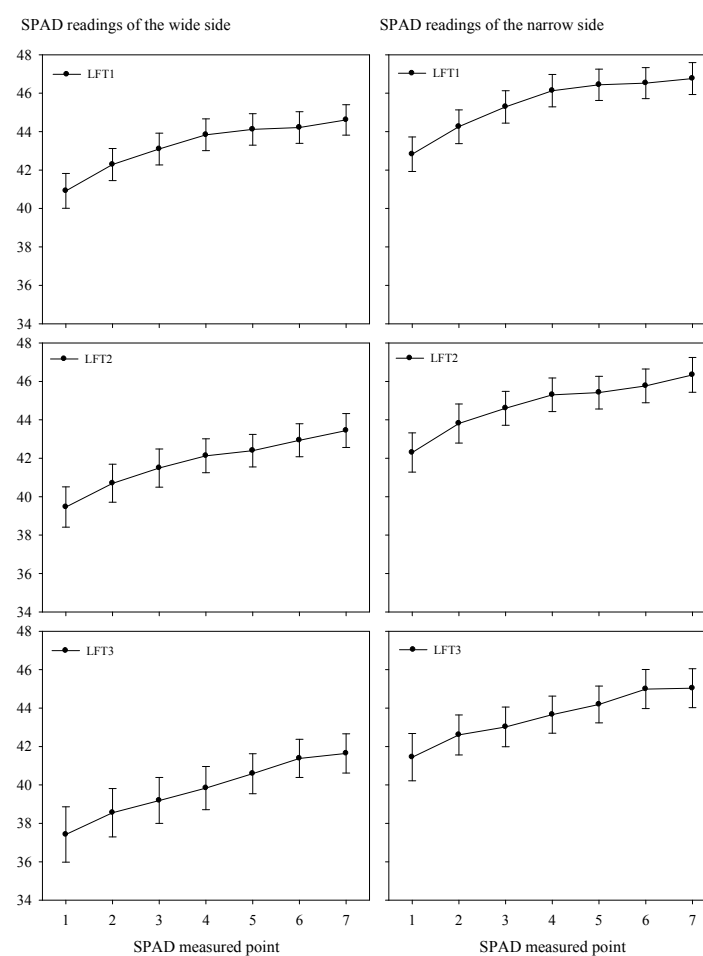 SPAD readings of the wide side
SPAD readings of the narrow side
48
46
44
42
40
38
36
34
LFT1
LFT1
48
46
44
42
40
38
36
34
LFT2
LFT2
48
46
44
42
40
38
36
34
LFT3
LFT3
1 2 3 4 5 6 7
1 2 3 4 5 6 7
SPAD measured point
SPAD measured point